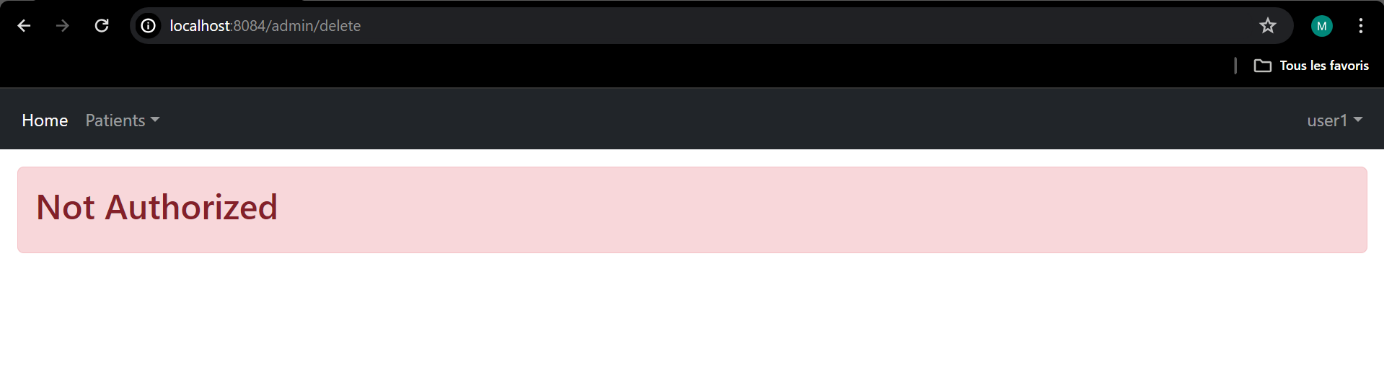 localhost:8084/admin/delete
M
Tous les favoris
Home Patients user1
Not Authorized